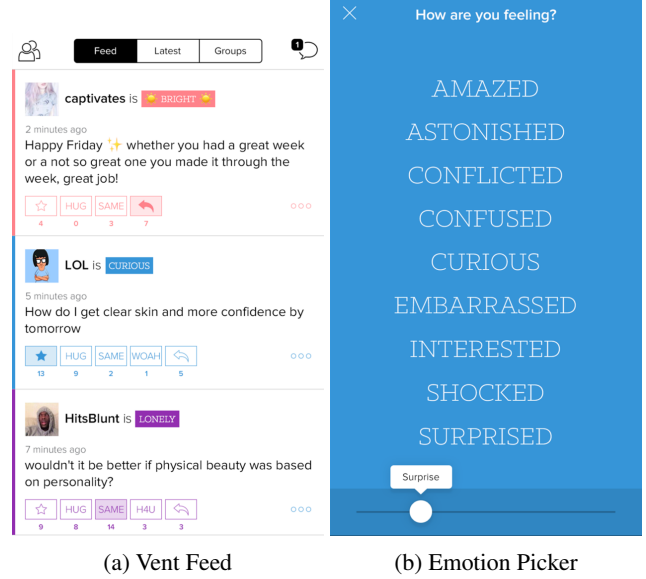 Feed Latest Groups 1
captivates is BRIGHT
2 minutes ago
Happy Friday ✨ whether you had a great week
or a not so great one you made it through the
week, great job!
HUG SAME
4 0 3 7
LOL is CURIOUS
5 minutes ago
How do I get clear skin and more confidence by
tomorrow
HUG SAME WOAH
13 9 2 1 5
HitsBlunt is LONELY
7 minutes ago
wouldn't it be better if physical beauty was based
on personality?
HUG SAME H4U
9 8 14 3 3
(a) Vent Feed
How are you feeling?
AMAZED
ASTONISHED
CONFLICTED
CONFUSED
CURIOUS
EMBARRASSED
INTERESTED
SHOCKED
SURPRISED
Surprise
(b) Emotion Picker